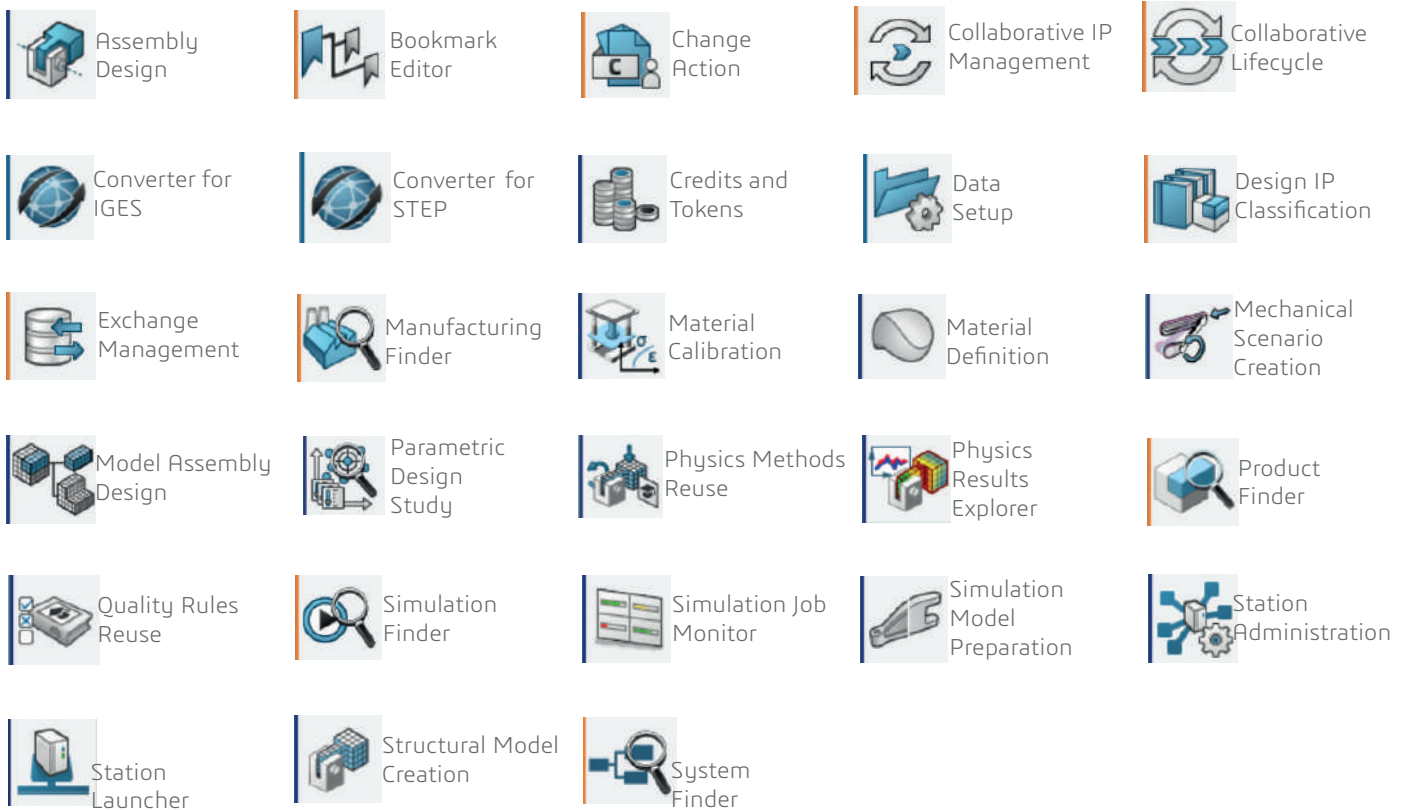 Assembly
Design
Bookmark
Editor
Change
Action
Collaborative IP
Management
Collaborative
Lifecycle
Converter for
IGES
Converter for
STEP
Credits and
Tokens
Data
Setup
Design IP
Classification
Exchange
Management
Manufacturing
Finder
Material
Calibration
Material
Definition
Mechanical
Scenario
Creation
Model Assembly
Design
Parametric
Design
Study
Physics Methods
Reuse
Physics
Results
Explorer
Product
Finder
Quality Rules
Reuse
Simulation
Finder
Simulation Job
Monitor
Simulation
Model
Preparation
Station
Administration
Station
Launcher
Structural Model
Creation
System
Finder
C
σ
ε